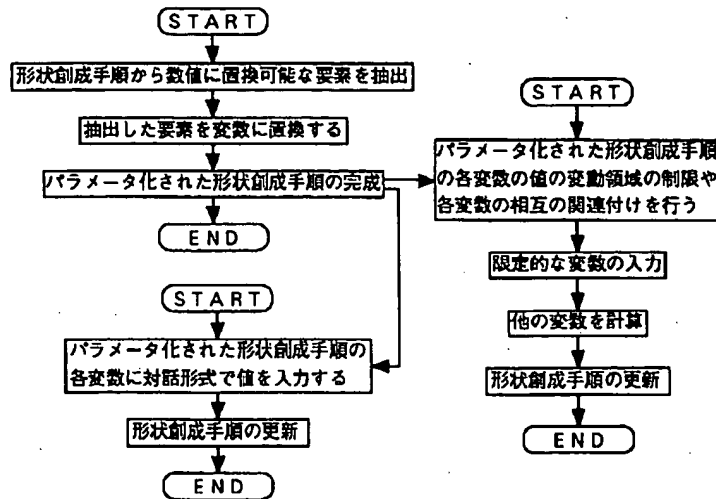 START
形状創成手順から数値に置換可能な要素を抽出
抽出した要素を変数に置換する
パラメータ化された形状創成手順の完成
END
START
パラメータ化された形状創成手順の
各変数に対話形式で値を入力する
形状創成手順の更新
END
START
パラメータ化された形状創成手順
の各変数の値の変動領域の制限や
各変数の相互の関連付けを行う
限定的な変数の入力
他の変数を計算
形状創成手順の更新
END